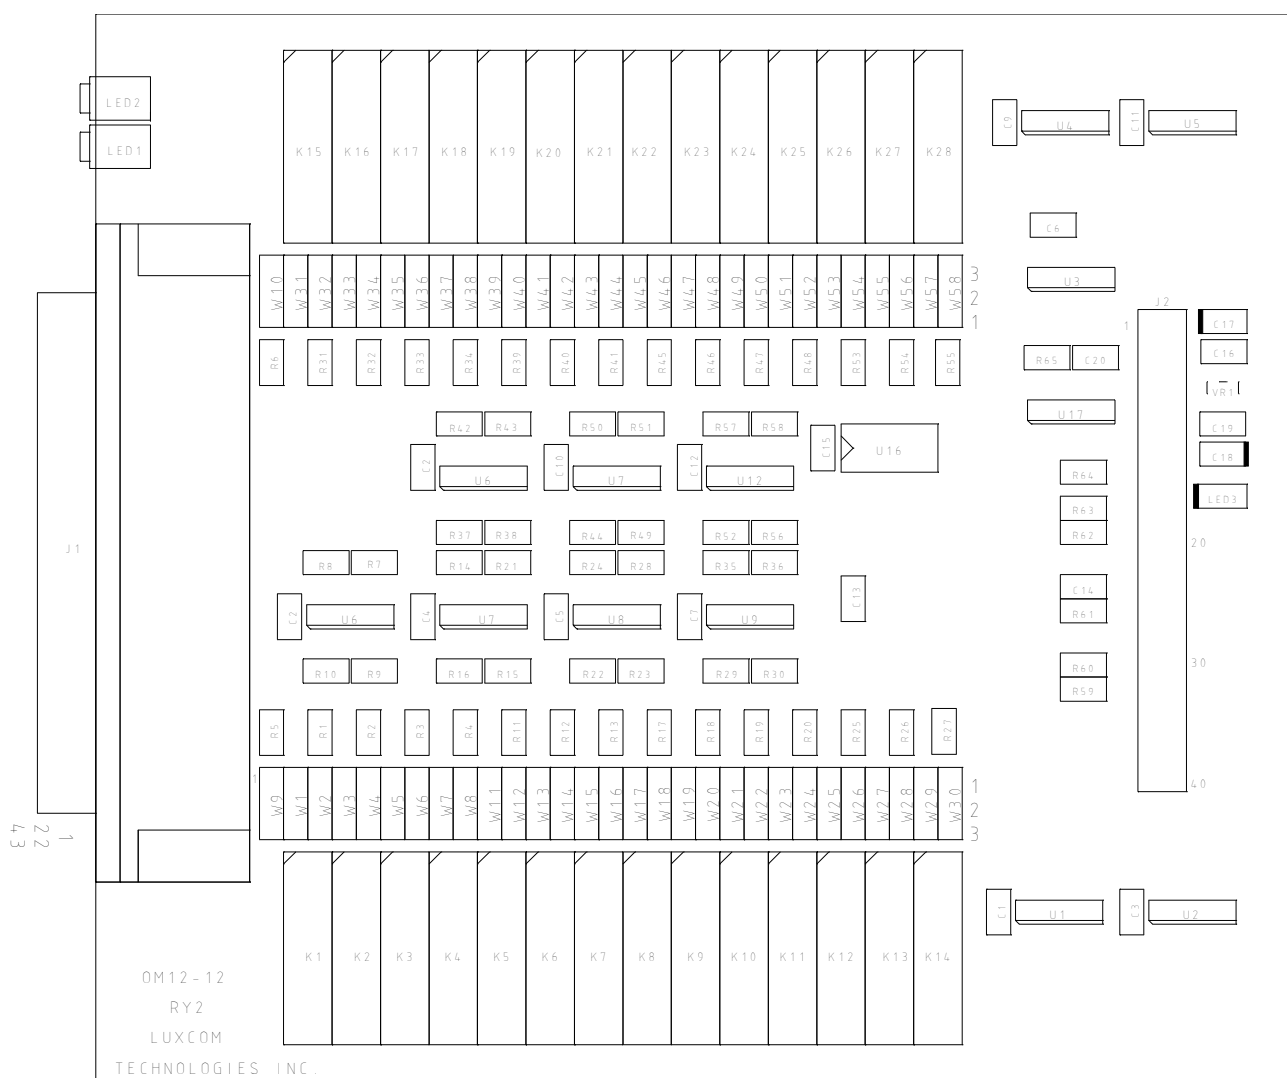 LED2
LED1
K15 K16 K17 K18 K19 K20 K21 K22 K23 K24 K25 K26 K27 K28
C9 U4 C11 U5
C6
U3
W10 W31 W32 W33 W34 W35 W36 W37 W38 W39 W40 W41 W42 W43 W44 W45 W46 W47 W48 W49 W50 W51 W52 W53 W54 W55 W56 W57 W58
3
2
1
J2
1
C17
C16
R6 R31 R32 R33 R34 R39 R40 R41 R45 R46 R47 R48 R53 R54 R55
R65 C20
VR1
U17
C19
C18
R42 R43 R50 R51 R57 R58
C2 U6 C10 U7 C12 U12 C15 U16
R64
LED3
R63
R62
R37 R38 R44 R49 R52 R56
J1
20
R8 R7 R14 R21 R24 R28 R35 R36
C14
R61
C2 U6 C4 U7 C5 U8 C7 U9 C13
R60
R59
30
R10 R9 R16 R15 R22 R23 R29 R30
R5 R1 R2 R3 R4 R11 R12 R13 R17 R18 R19 R20 R25 R26 R27
1
W9 W1 W2 W3 W4 W5 W6 W7 W8 W11 W12 W13 W14 W15 W16 W17 W18 W19 W20 W21 W22 W23 W24 W25 W26 W27 W28 W29 W30
1
2
3
40
1
22
43
K1 K2 K3 K4 K5 K6 K7 K8 K9 K10 K11 K12 K13 K14
C1 U1 C3 U2
OM12-12
RY2
LUXCOM
TECHNOLOGIES INC.